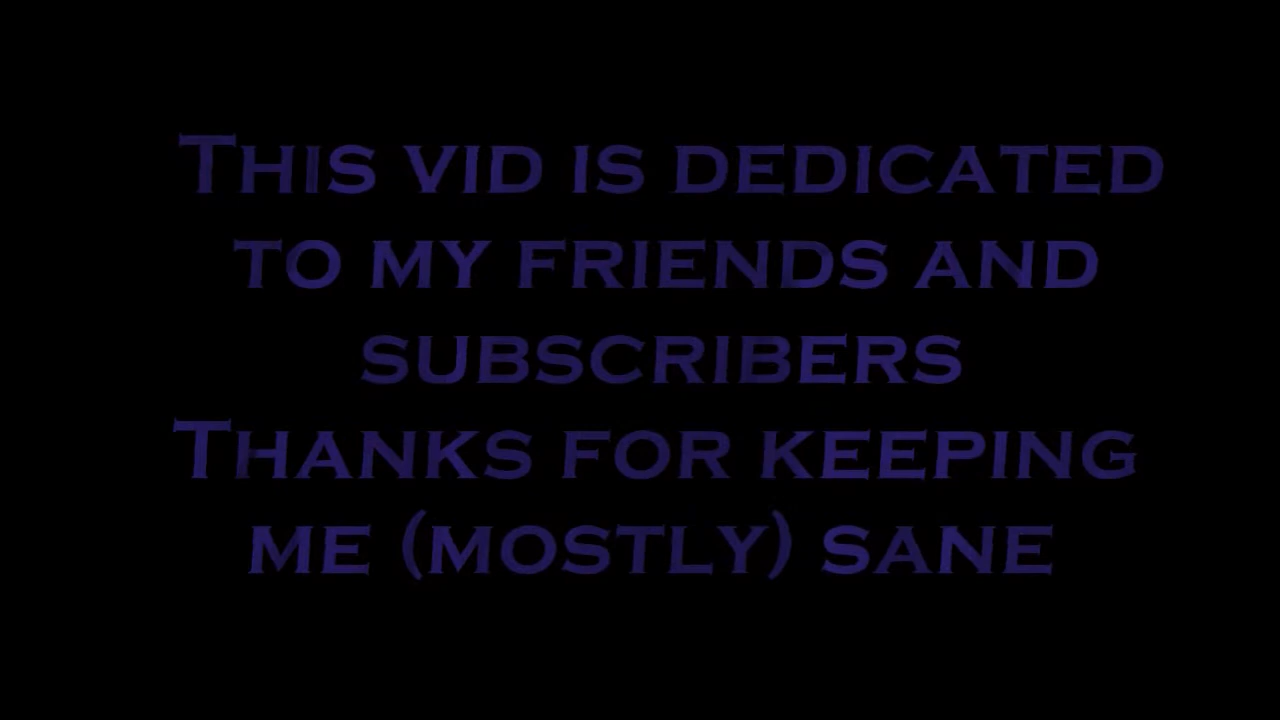 This vid is dedicated
to my friends and
subscribers
Thanks for keeping
me (mostly) sane